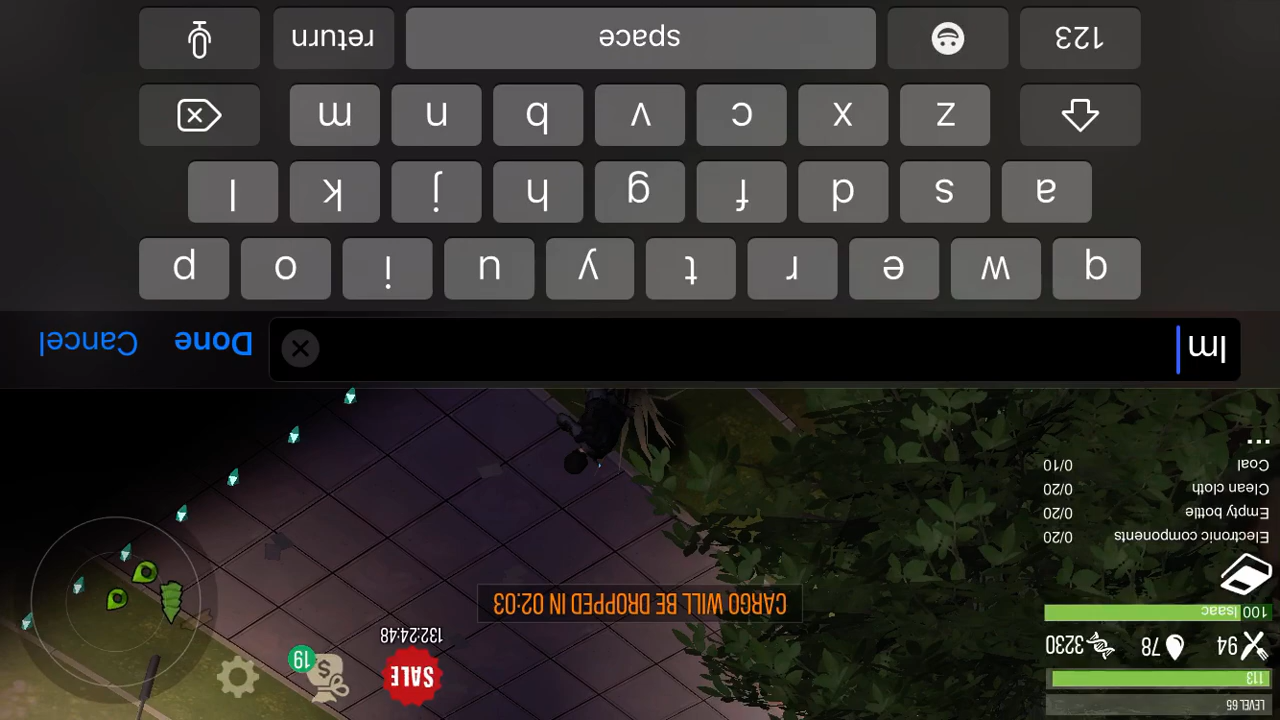 LEVEL 65
113
94 78 3230
100 Isaac
Electronic components 0/20
Empty bottle 0/20
Clean cloth 0/20
Coal 0/10
...
SALE
132:24:48
19
CARGO WILL BE DROPPED IN 02:03
Im
Done Cancel
q w e r t y u i o p
a s d f g h j k l
z x c v b n m
123 space return